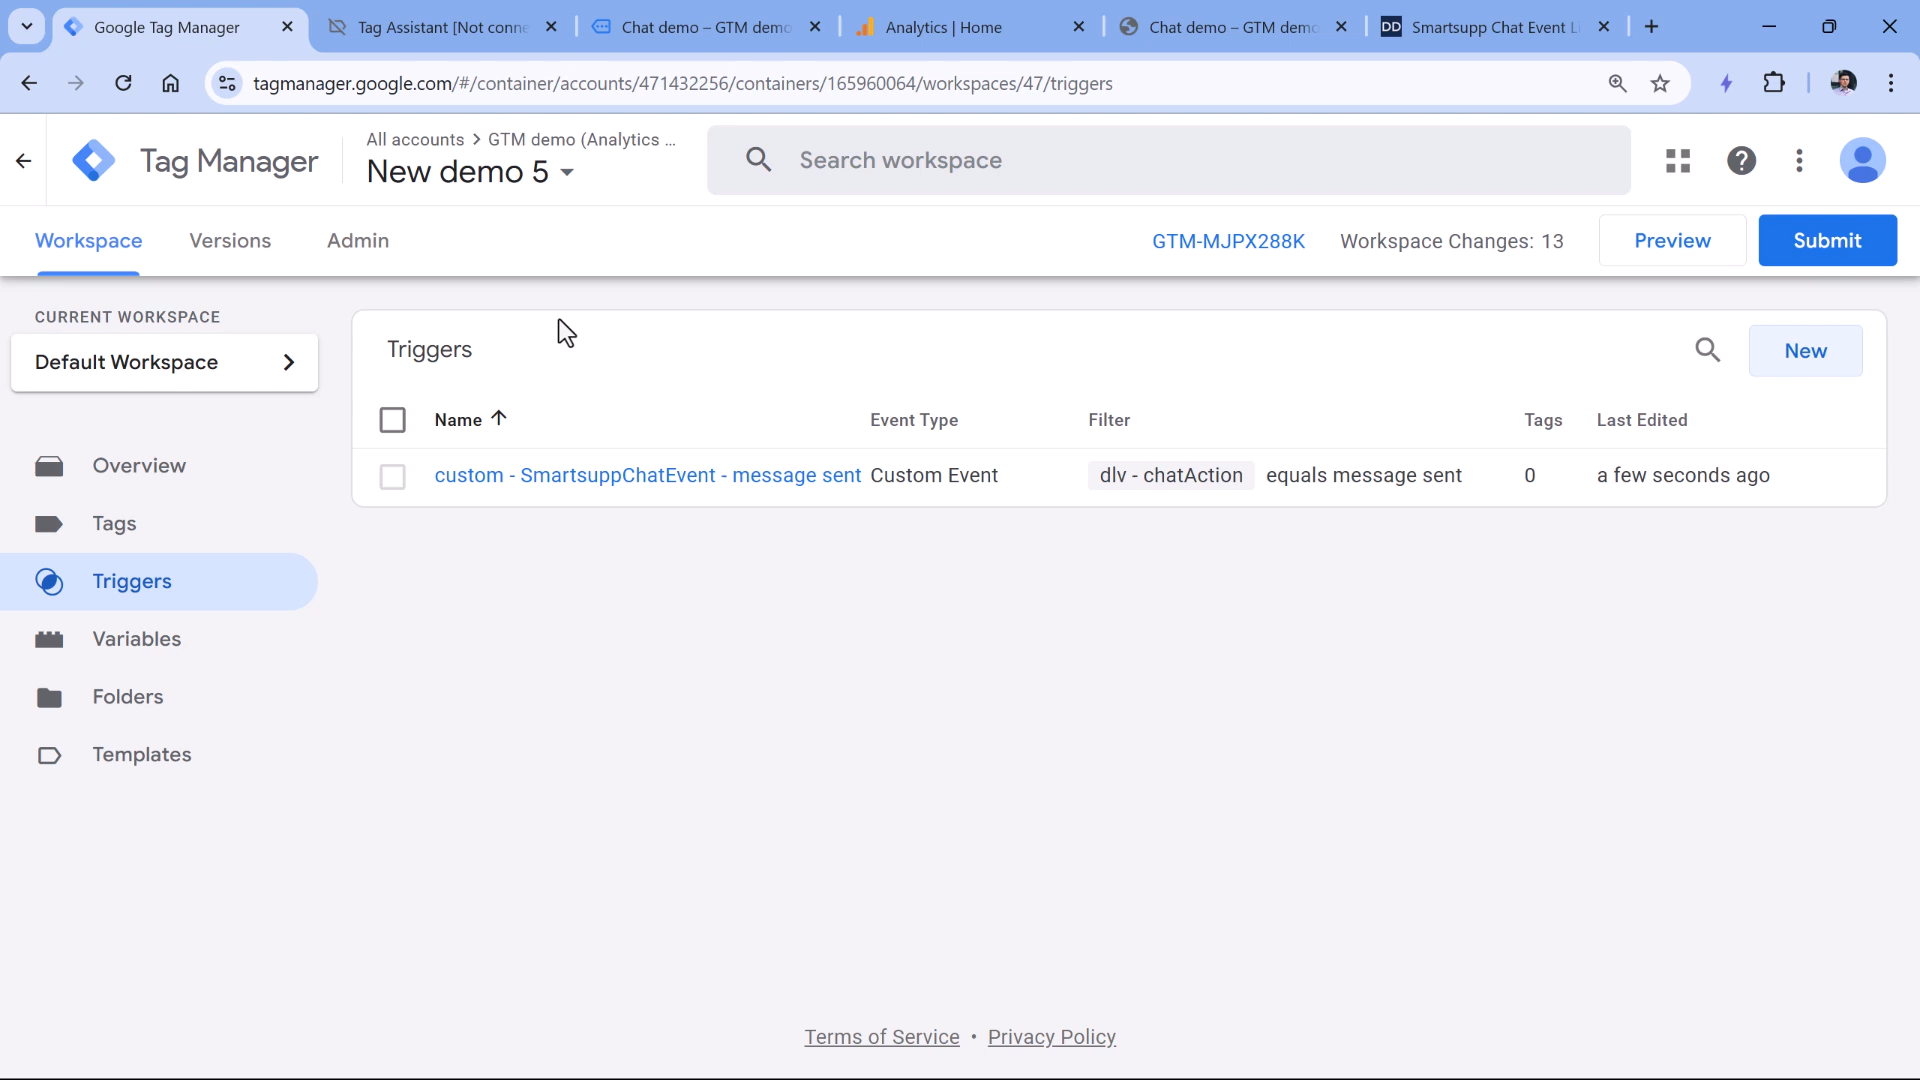 Google Tag Manager
Tag Assistant [Not conne
Chat demo – GTM demo
Analytics | Home
Chat demo – GTM demo
DD
Smartsupp Chat Event Li
tagmanager.google.com/#/container/accounts/471432256/containers/165960064/workspaces/47/triggers
Tag Manager
All accounts > GTM demo (Analytics ...
New demo 5
Search workspace
Workspace
Versions
Admin
GTM-MJPX288K
Workspace Changes: 13
Preview
Submit
CURRENT WORKSPACE
Default Workspace
Overview
Tags
Triggers
Variables
Folders
Templates
Triggers
New
Name
Event Type
Filter
Tags
Last Edited
custom - SmartsuppChatEvent - message sent
Custom Event
dlv - chatAction
equals message sent
0
a few seconds ago
Terms of Service • Privacy Policy